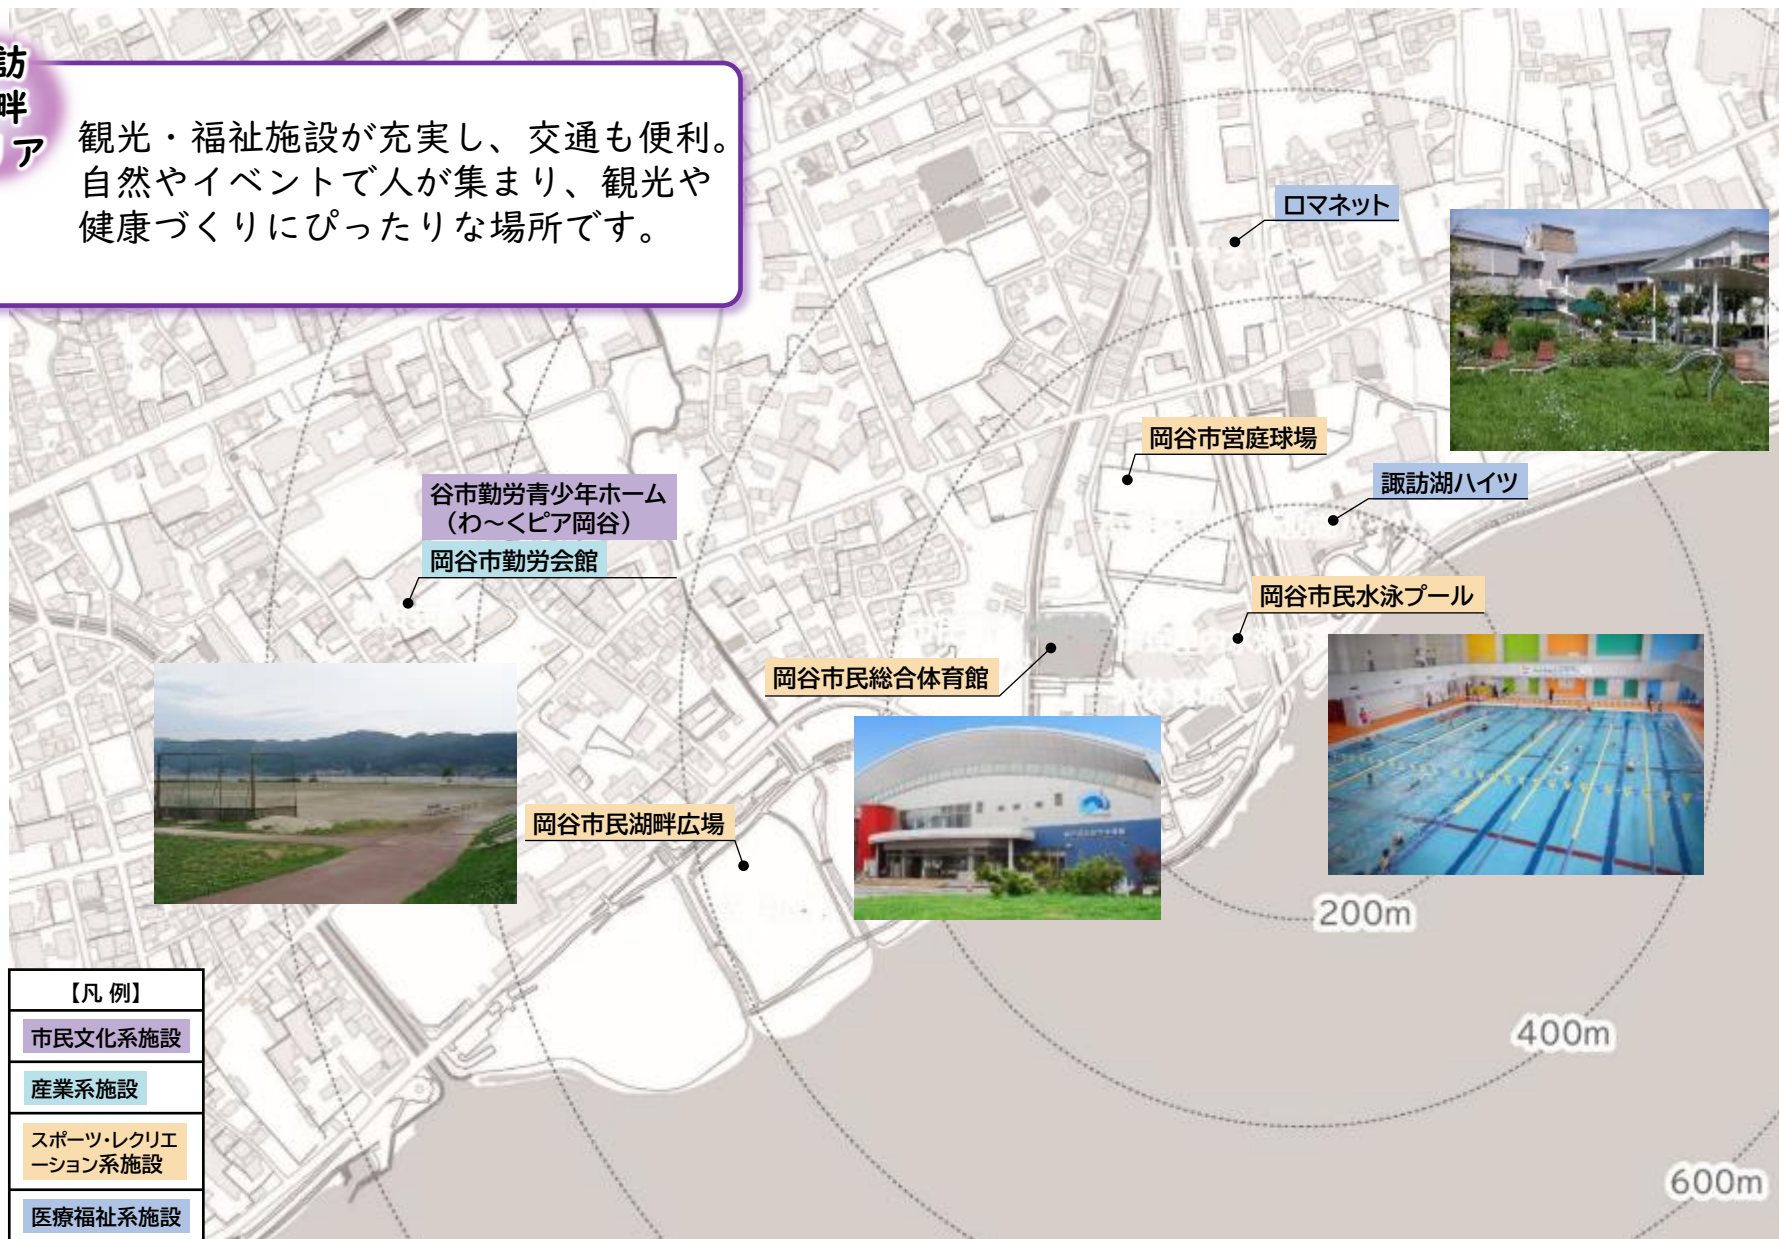 訪
畔
ア
観光・福祉施設が充実し、交通も便利。
自然やイベントで人が集まり、観光や
健康づくりにぴったりな場所です。
ロマネット
岡谷市営庭球場
諏訪湖ハイツ
谷市勤労青少年ホーム
（わ～くピア岡谷）
岡谷市勤労会館
岡谷市民水泳プール
岡谷市民総合体育館
岡谷市民湖畔広場
200m
400m
600m
【凡 例】
市民文化系施設
産業系施設
スポーツ・レクリエ
ーション系施設
医療福祉系施設